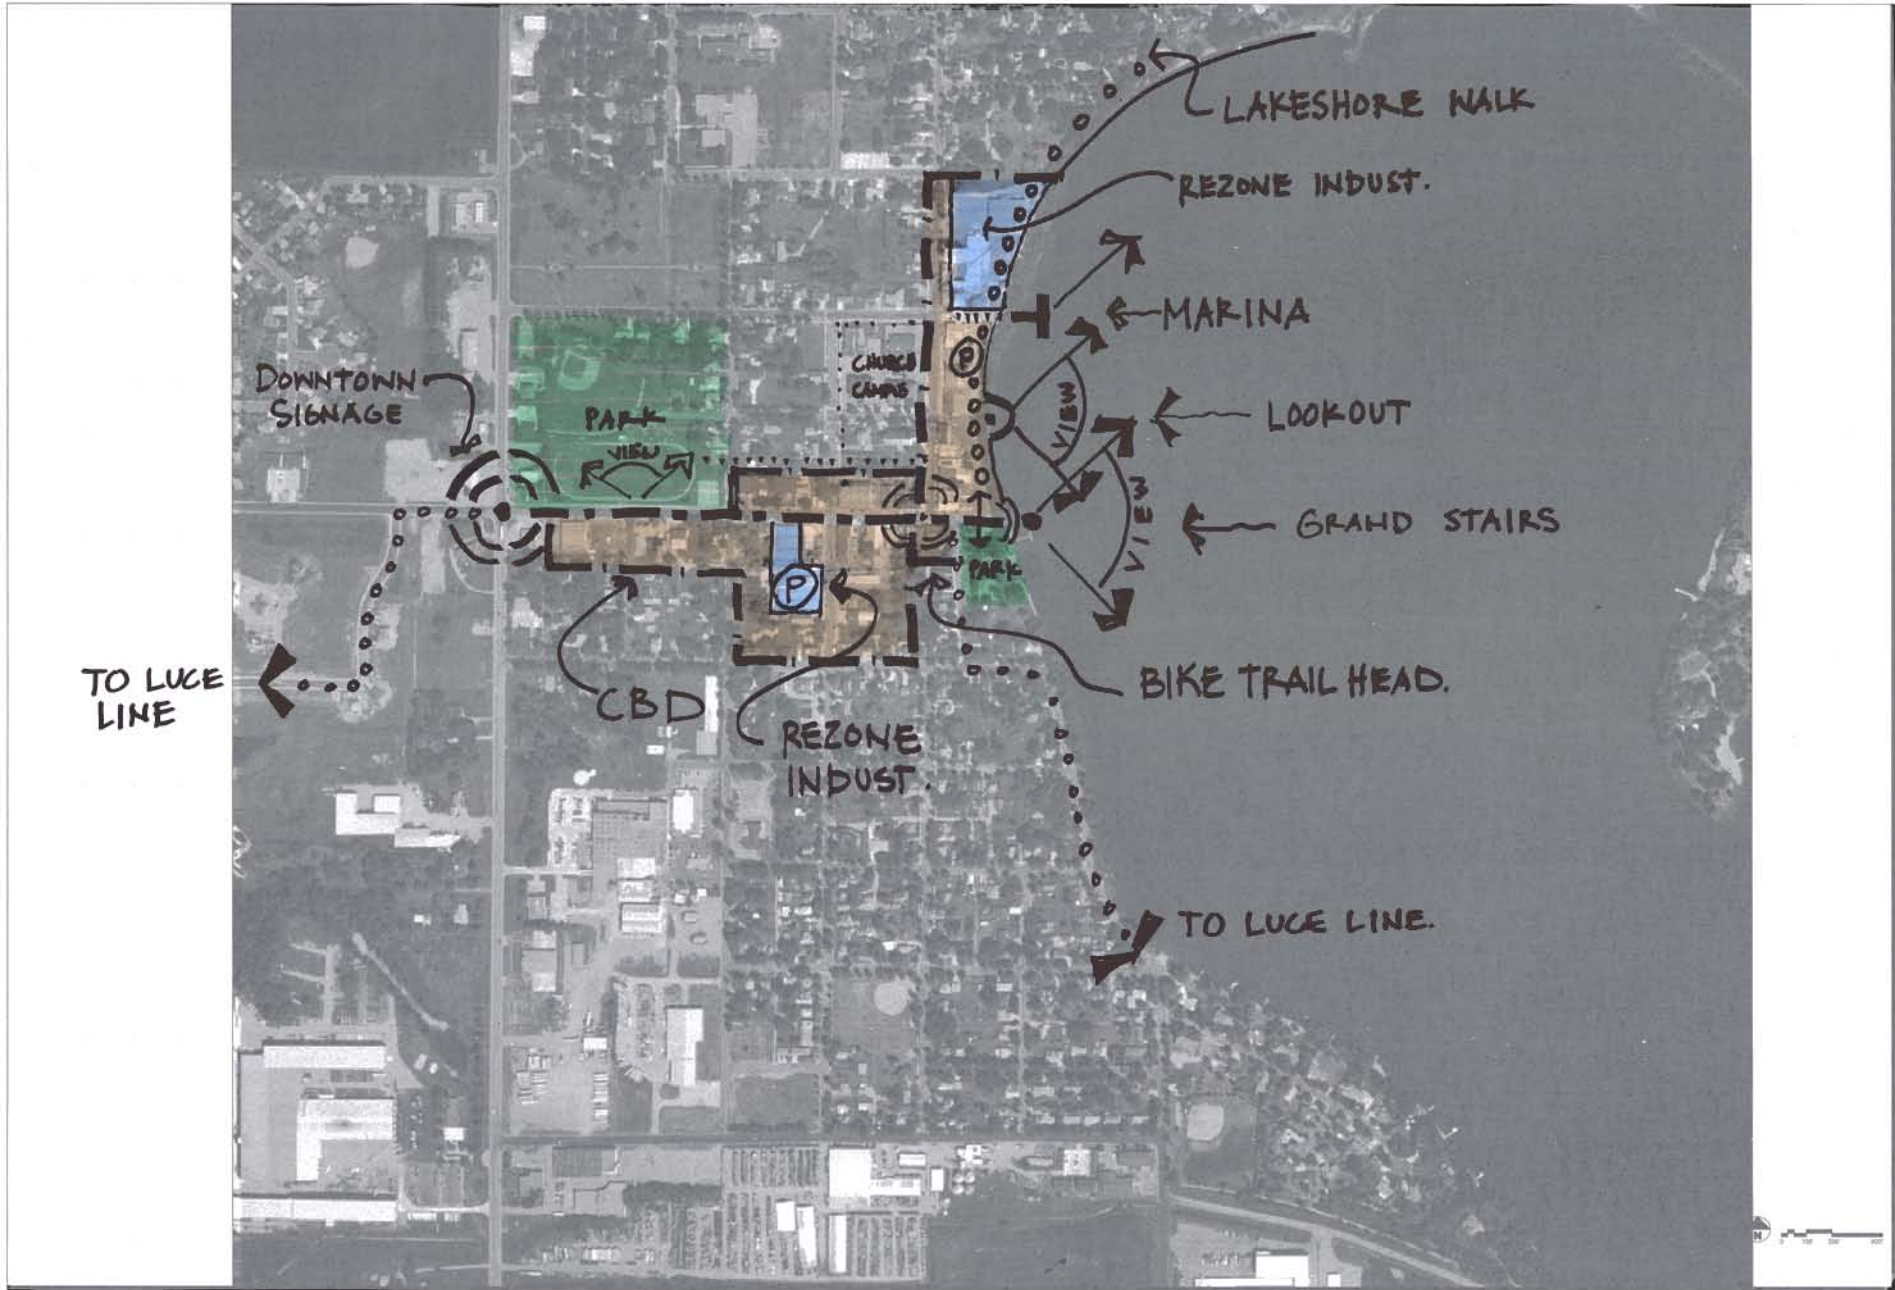 LAKESHORE WALK
REZONE INDUST.
MARINA
P
CHURCH
CAMPUS
DOWNTOWN
SIGNAGE
PARK
VIEW
VIEW
LOOKOUT
VIEW
GRAND STAIRS
PARK
P
TO LUCE
LINE
CBD
BIKE TRAIL HEAD.
REZONE
INDUST.
TO LUCE LINE.
N